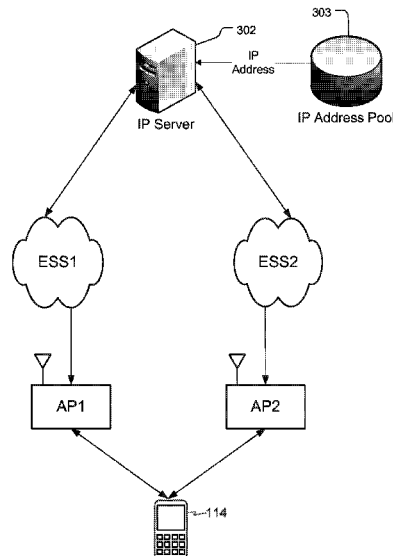 302
303
IP
Address
IP Server
IP Address Pool
ESS1
ESS2
AP1
AP2
114